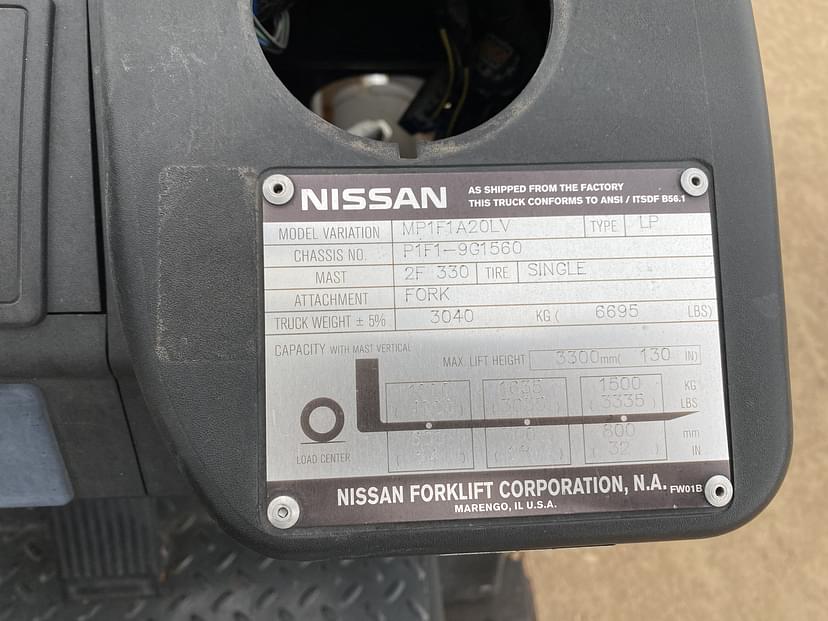 NISSAN
AS SHIPPED FROM THE FACTORY
THIS TRUCK CONFORMS TO ANSI / ITSDF B56.1
MODEL VARIATION MP1F1A20LV TYPE LP
CHASSIS NO. P1F1-9G1560
MAST 2F 330 TIRE SINGLE
ATTACHMENT FORK
TRUCK WEIGHT ± 5% 3040 KG ( 6695 LBS)
CAPACITY WITH MAST VERTICAL
MAX. LIFT HEIGHT 3300mm( 130 IN)
1635 1500 KG
( 3335 ) LBS
800 mm
( 32 ) IN
LOAD CENTER
NISSAN FORKLIFT CORPORATION, N.A. FW01B
MARENGO, IL U.S.A.